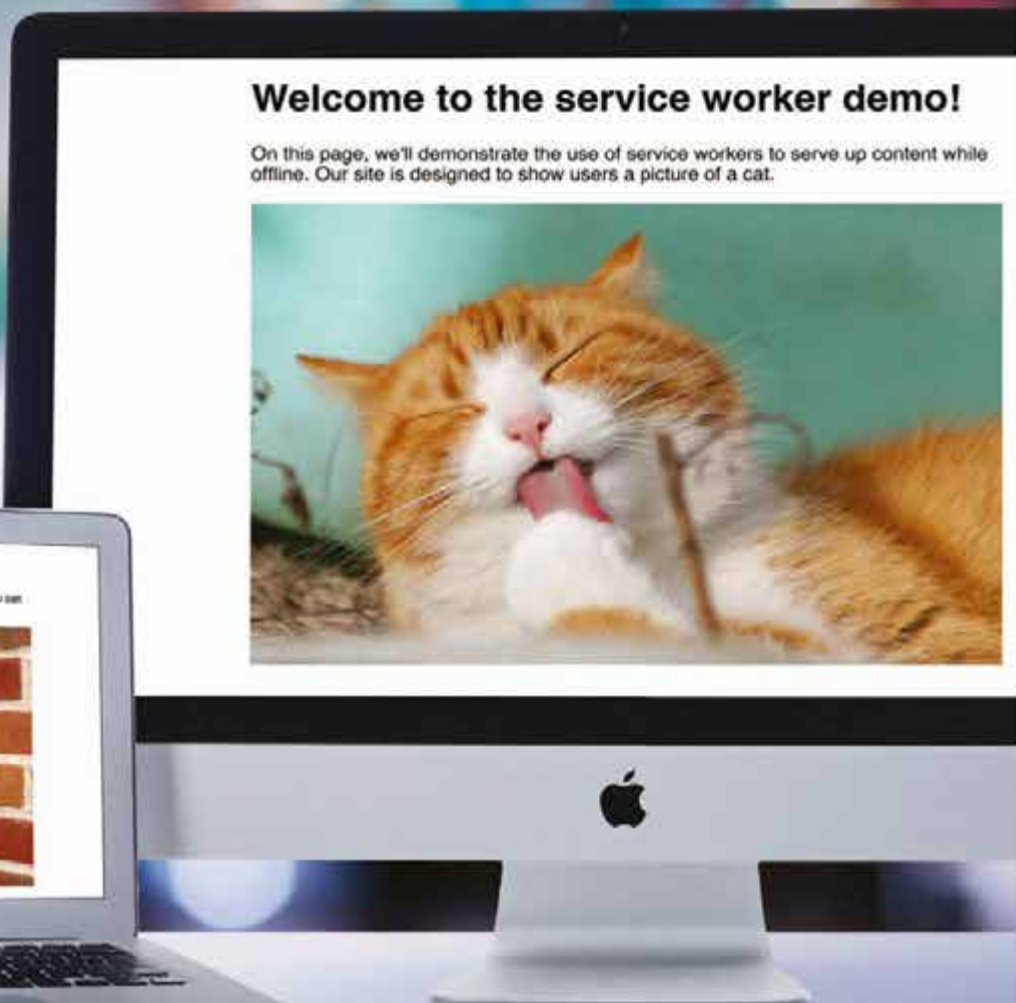 Welcome to the service worker demo!
On this page, we'll demonstrate the use of service workers to serve up content while
offline. Our site is designed to show users a picture of a cat.
cat